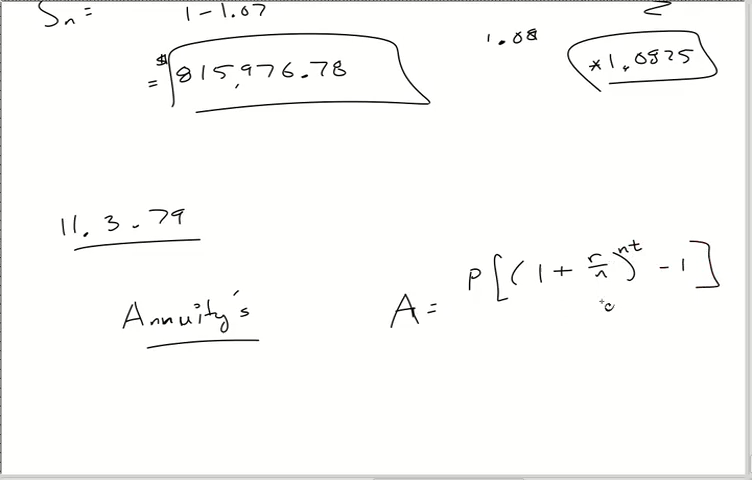 Sn = 1-1.07
= $815,976.78
1.08
*1.0825
11.3.79
Annuity's
A = P[(1+r/n)^nt -1]